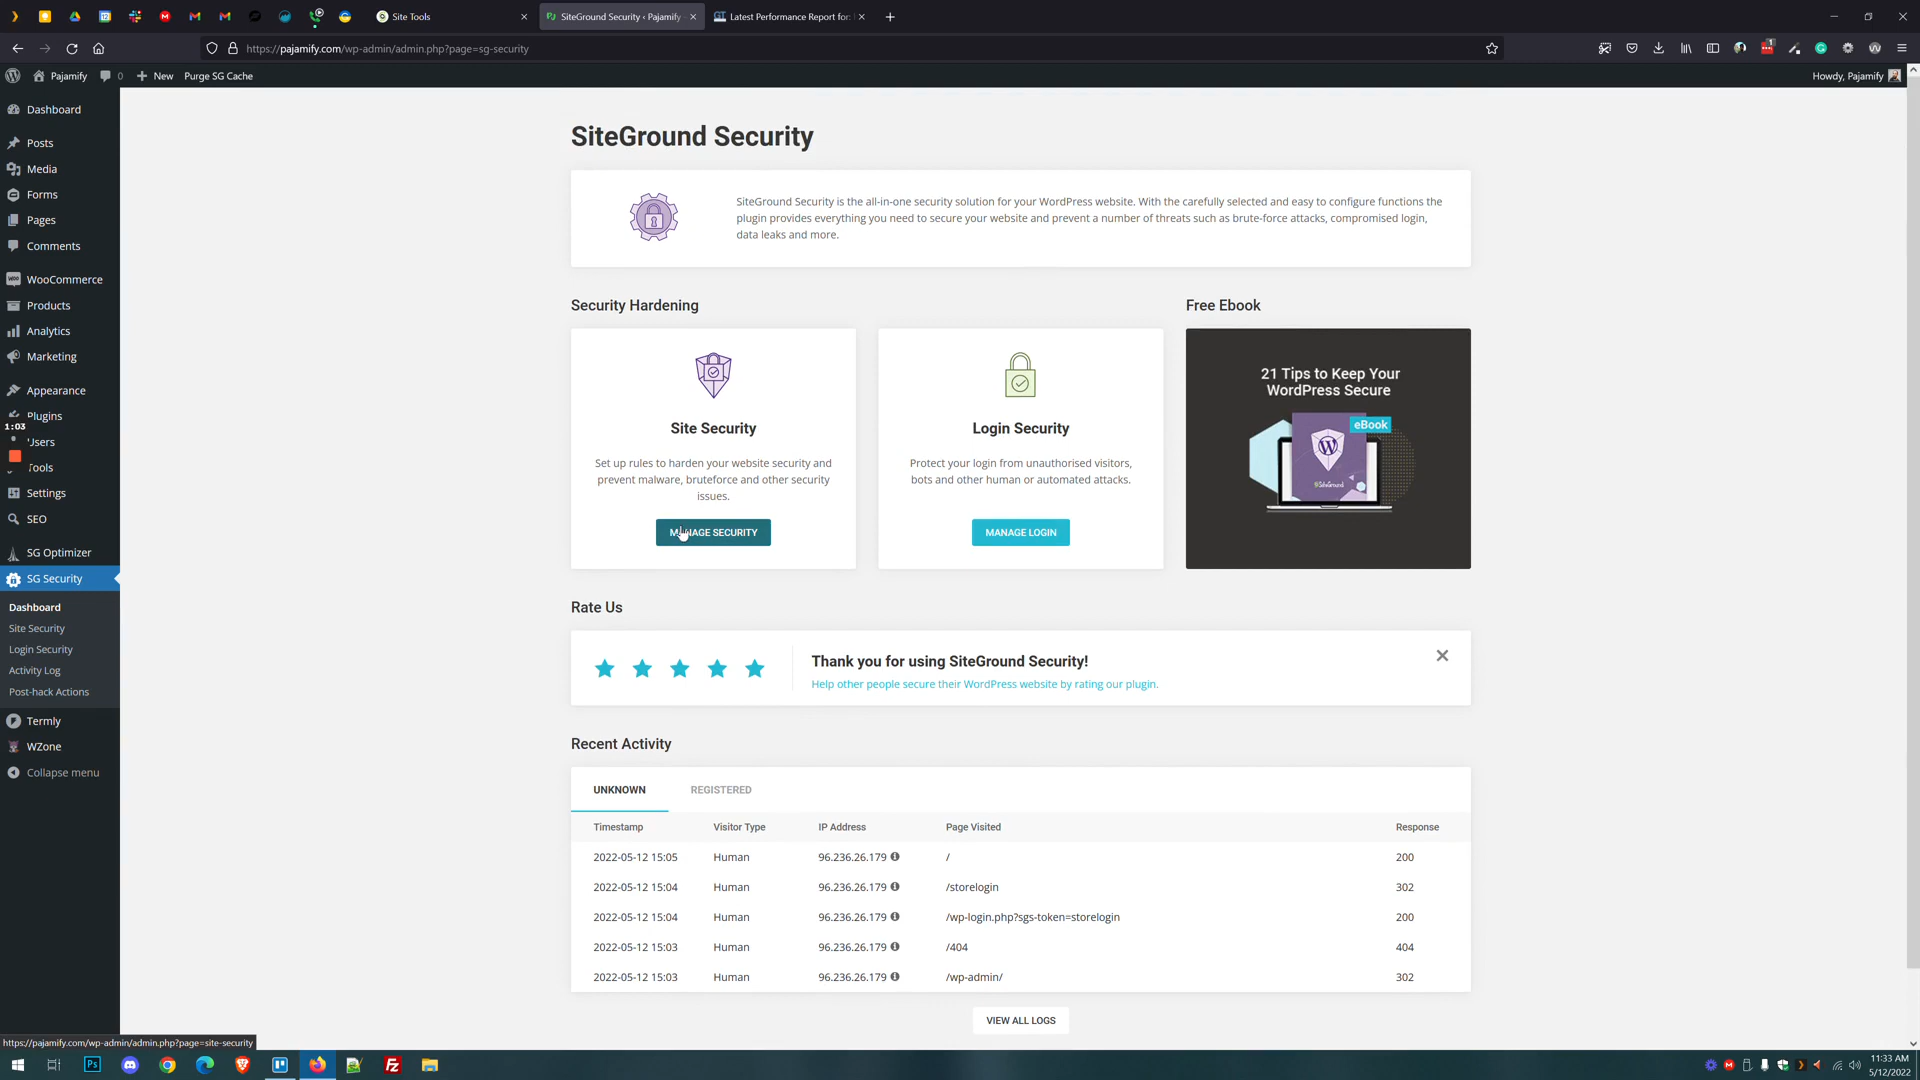 Site Tools
SiteGround Security ‹ Pajamify
Latest Performance Report for:
https://pajamify.com/wp-admin/admin.php?page=sg-security
Pajamify
0
New
Purge SG Cache
Howdy, Pajamify
Dashboard
Posts
Media
Forms
Pages
Comments
WooCommerce
Products
Analytics
Marketing
Appearance
Plugins
1:03
Users
Tools
Settings
SEO
SG Optimizer
SG Security
Dashboard
Site Security
Login Security
Activity Log
Post-hack Actions
Termly
WZone
Collapse menu
SiteGround Security
SiteGround Security is the all-in-one security solution for your WordPress website. With the carefully selected and easy to configure functions the
plugin provides everything you need to secure your website and prevent a number of threats such as brute-force attacks, compromised login,
data leaks and more.
Security Hardening
Site Security
Set up rules to harden your website security and
prevent malware, bruteforce and other security
issues.
MANAGE SECURITY
Login Security
Protect your login from unauthorised visitors,
bots and other human or automated attacks.
MANAGE LOGIN
Free Ebook
21 Tips to Keep Your
WordPress Secure
eBook
SiteGround
Rate Us
Thank you for using SiteGround Security!
Help other people secure their WordPress website by rating our plugin.
Recent Activity
UNKNOWN REGISTERED
Timestamp Visitor Type IP Address Page Visited Response
2022-05-12 15:05 Human 96.236.26.179 / 200
2022-05-12 15:04 Human 96.236.26.179 /storelogin 302
2022-05-12 15:04 Human 96.236.26.179 /wp-login.php?sgs-token=storelogin 200
2022-05-12 15:03 Human 96.236.26.179 /404 404
2022-05-12 15:03 Human 96.236.26.179 /wp-admin/ 302
VIEW ALL LOGS
https://pajamify.com/wp-admin/admin.php?page=site-security
Ps
Fz
11:33 AM
5/12/2022